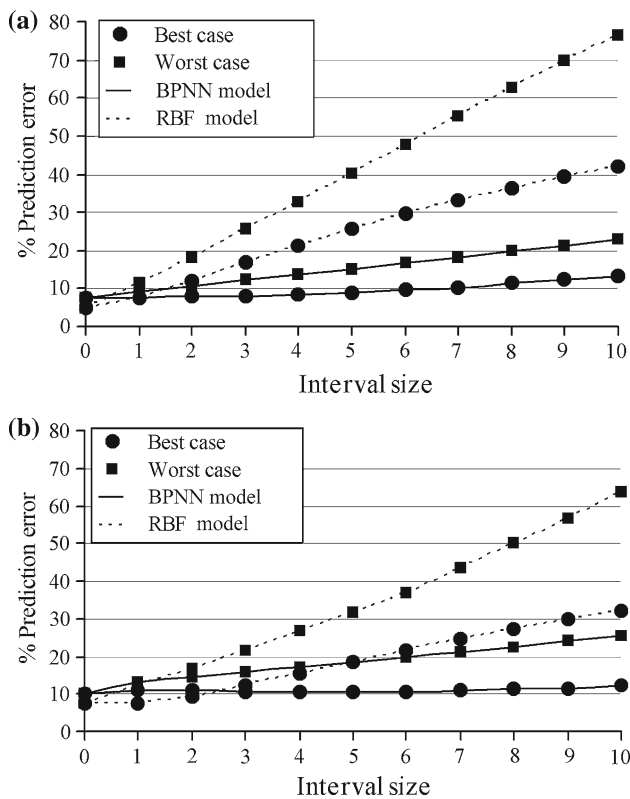 (a)
80
70
60
50
40
30
20
10
0
% Prediction error
Best case
Worst case
BPNN model
RBF model
0 1 2 3 4 5 6 7 8 9 10
Interval size
(b)
80
70
60
50
40
30
20
10
0
% Prediction error
Best case
Worst case
BPNN model
RBF model
0 1 2 3 4 5 6 7 8 9 10
Interval size